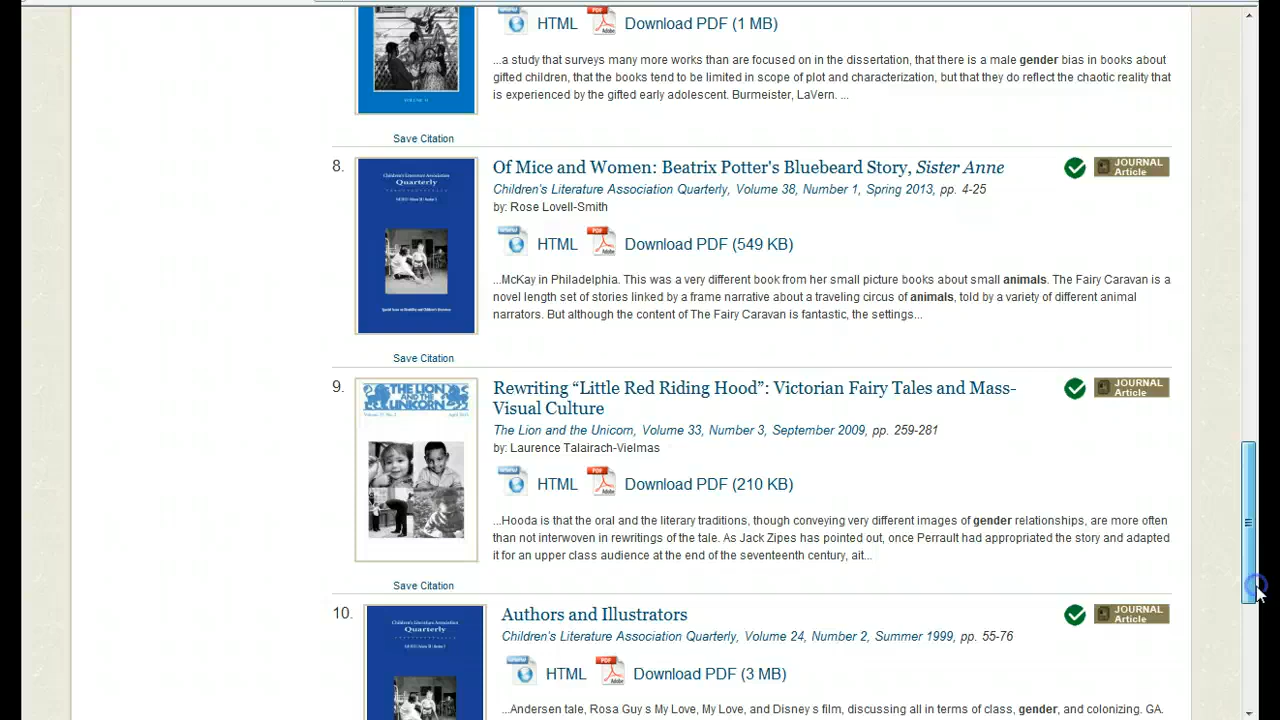 HTML Download PDF (1 MB)
...a study that surveys many more works than are focused on in the dissertation, that there is a male gender bias in books about
gifted children, that the books tend to be limited in scope of plot and characterization, but that they do reflect the chaotic reality that
is experienced by the gifted early adolescent. Burmeister, LaVern. ...
Save Citation
8. Of Mice and Women: Beatrix Potter's Bluebeard Story, Sister Anne
JOURNAL
Article
Children's Literature Association Quarterly, Volume 38, Number 1, Spring 2013, pp. 4-25
by: Rose Lovell-Smith
HTML Download PDF (549 KB)
...McKay in Philadelphia. This was a very different book from her small picture books about small animals. The Fairy Caravan is a
novel length set of stories linked by a frame narrative about a traveling circus of animals, told by a variety of different animal
narrators. But although the content of The Fairy Caravan is fantastic, the settings...
Children's Literature Association
Quarterly
Save Citation
9. Rewriting “Little Red Riding Hood”: Victorian Fairy Tales and Mass-
Visual Culture
JOURNAL
Article
The Lion and the Unicorn, Volume 33, Number 3, September 2009, pp. 259-281
by: Laurence Talairach-Vielmas
HTML Download PDF (210 KB)
...Hooda is that the oral and the literary traditions, though conveying very different images of gender relationships, are more often
than not interwoven in rewritings of the tale. As Jack Zipes has pointed out, once Perrault had appropriated the story and adapted
it for an upper class audience at the end of the seventeenth century, ait...
THE LION
AND THE
UNICORN
Save Citation
10. Authors and Illustrators
JOURNAL
Article
Children's Literature Association Quarterly, Volume 24, Number 2, Summer 1999, pp. 55-78
HTML Download PDF (3 MB)
...Andersen tale, Rosa Guy s My Love, My Love, and Disney s film, discussing all in terms of class, gender, and colonizing. GA.
Children's Literature Association
Quarterly